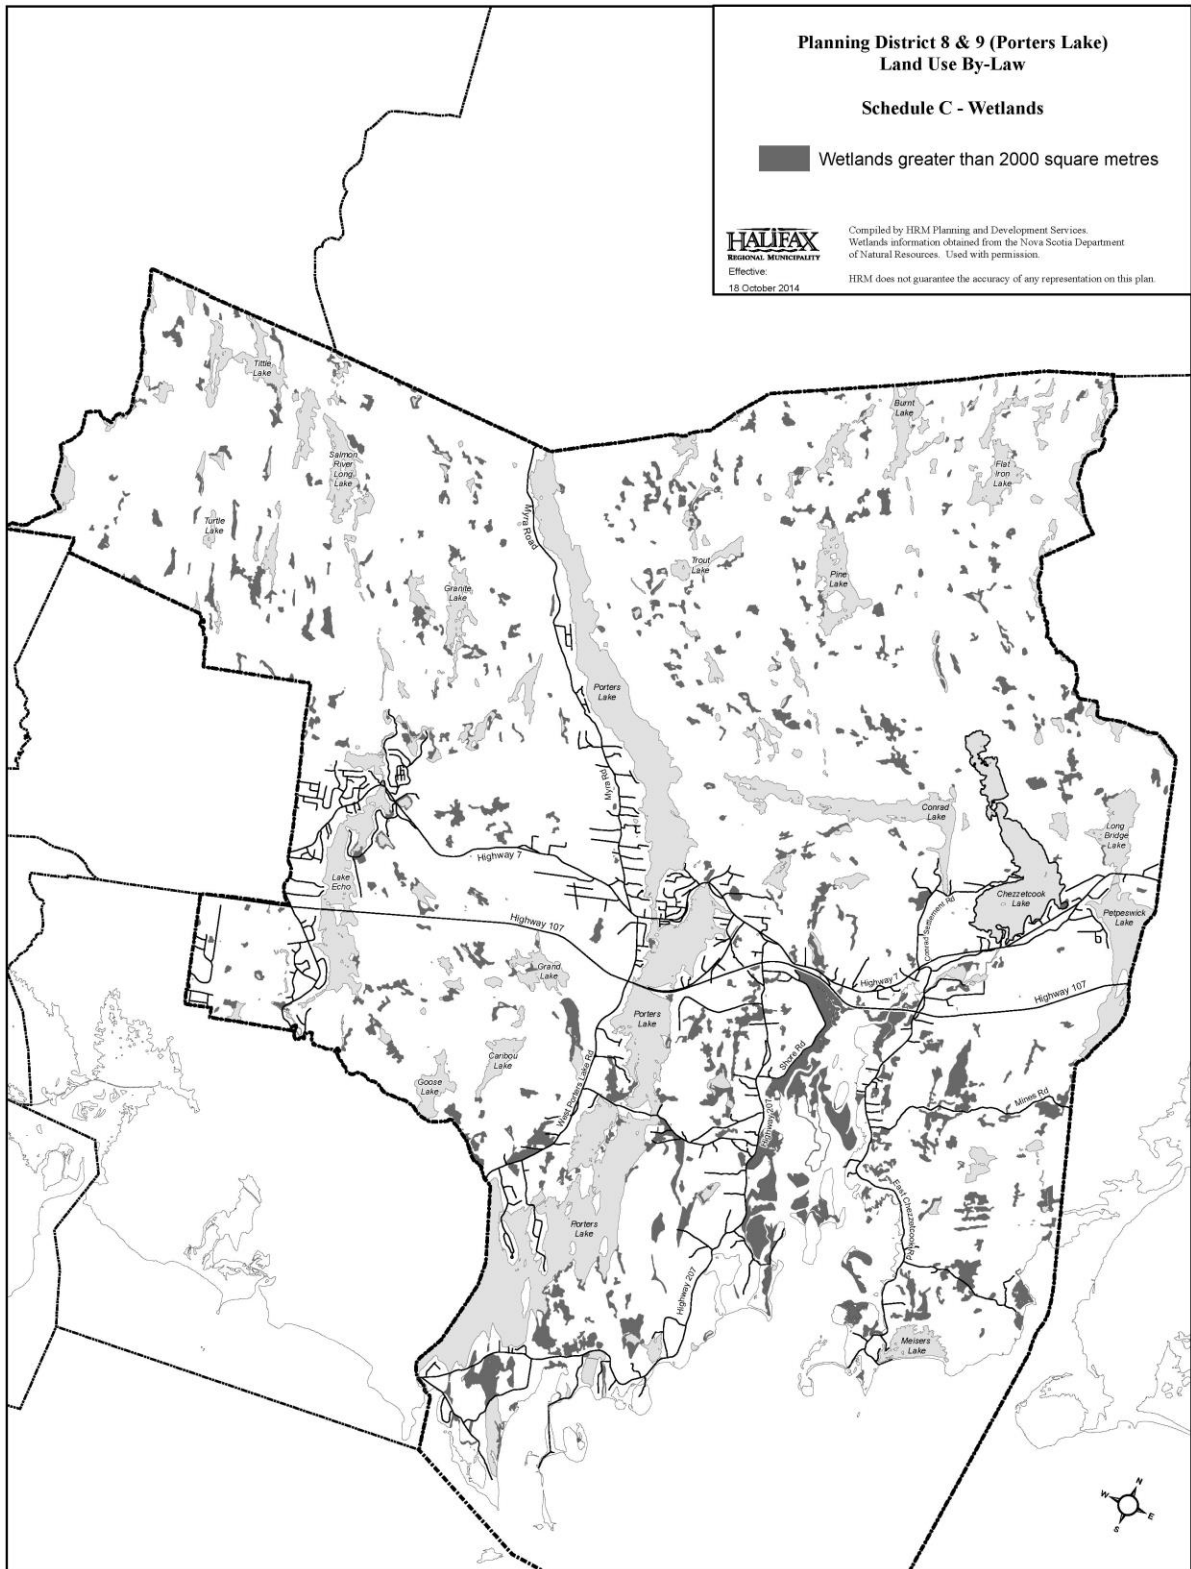 Planning District 8 & 9 (Porters Lake)
Land Use By-Law
Schedule C - Wetlands
Wetlands greater than 2000 square metres
HALIFAX
REGIONAL MUNICIPALITY
Effective:
18 October 2014
Compiled by HRM Planning and Development Services.
Wetlands information obtained from the Nova Scotia Department
of Natural Resources. Used with permission.
HRM does not guarantee the accuracy of any representation on this plan.
Tittle
Lake
Burnt
Lake
Salmon
River
Long
Lake
Flat
Iron
Lake
Turtle
Lake
Myra Road
Trout
Lake
Pine
Lake
Granite
Lake
Porters
Lake
Myra Rd
Conrad
Lake
Long
Bridge
Lake
Highway 7
Lake
Echo
Chezzetcook
Lake
Petpeswick
Lake
Conrad Settlement Rd
Highway 107
Grand
Lake
Highway 7
Highway 107
Porters
Lake
Shore Rd
Caribou
Lake
Goose
Lake
West Porters Lake Rd
Mines Rd
Highway 207
East Chezzetcook Rd
Porters
Lake
Highway 207
Meisers
Lake
N
W
E
S